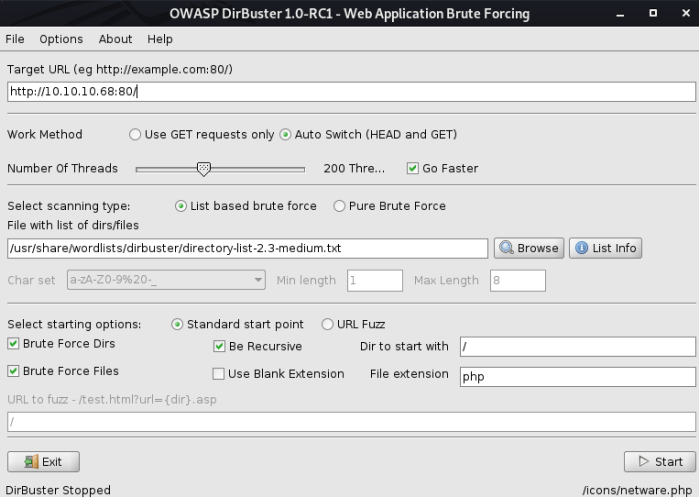 OWASP DirBuster 1.0-RC1 - Web Application Brute Forcing
File Options About Help
Target URL (eg http://example.com:80/)
http://10.10.10.68:80/
Work Method Use GET requests only Auto Switch (HEAD and GET)
Number Of Threads 200 Thre... Go Faster
Select scanning type: List based brute force Pure Brute Force
File with list of dirs/files
/usr/share/wordlists/dirbuster/directory-list-2.3-medium.txt Browse List Info
Char set a-zA-Z0-9%20-_ Min length 1 Max Length 8
Select starting options: Standard start point URL Fuzz
Brute Force Dirs Be Recursive Dir to start with /
Brute Force Files Use Blank Extension File extension php
URL to fuzz - /test.html?url={dir}.asp
/
Exit Start
DirBuster Stopped /icons/netware.php